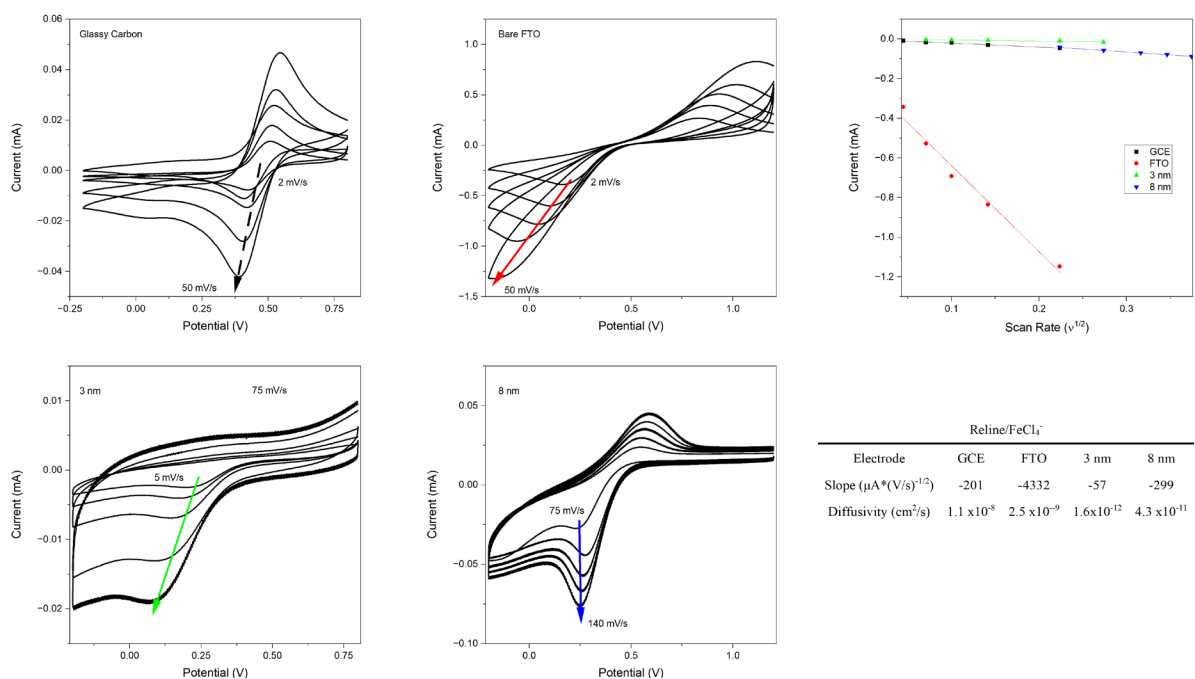 Glassy Carbon
0.06
0.04
0.02
0.00
−0.02
−0.04
Current (mA)
2 mV/s
50 mV/s
−0.25 0.00 0.25 0.50 0.75
Potential (V)
Bare FTO
1.0
0.5
0.0
−0.5
−1.0
−1.5
Current (mA)
2 mV/s
50 mV/s
0.0 0.5 1.0
Potential (V)
0.0
−0.2
−0.4
−0.6
−0.8
−1.0
−1.2
Current (mA)
GCE
FTO
3 nm
8 nm
0.1 0.2 0.3
Scan Rate (ν1/2)
3 nm
75 mV/s
0.01
0.00
−0.01
−0.02
Current (mA)
5 mV/s
0.00 0.25 0.50 0.75
Potential (V)
8 nm
0.05
0.00
−0.05
−0.10
Current (mA)
75 mV/s
140 mV/s
0.0 0.5 1.0
Potential (V)
Reline/FeCl4-
Electrode GCE FTO 3 nm 8 nm
Slope (μA*(V/s)-1/2) -201 -4332 -57 -299
Diffusivity (cm2/s) 1.1 x10-8 2.5 x10--9 1.6x10-12 4.3 x10-11